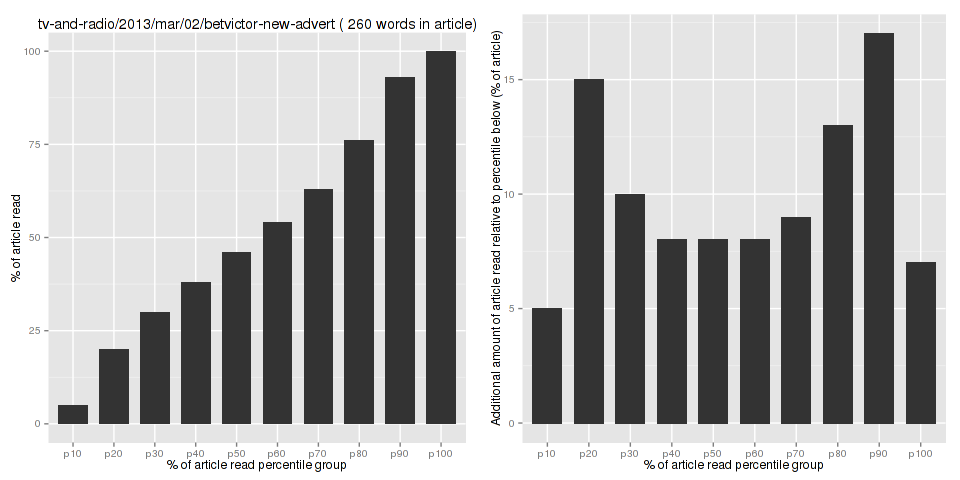 tv-and-radio/2013/mar/02/betvictor-new-advert ( 260 words in article)
% of article read
100
75
50
25
0
p10 p20 p30 p40 p50 p60 p70 p80 p90 p100
% of article read percentile group
Additional amount of article read relative to percentile below (% of article)
15
10
5
0
p10 p20 p30 p40 p50 p60 p70 p80 p90 p100
% of article read percentile group